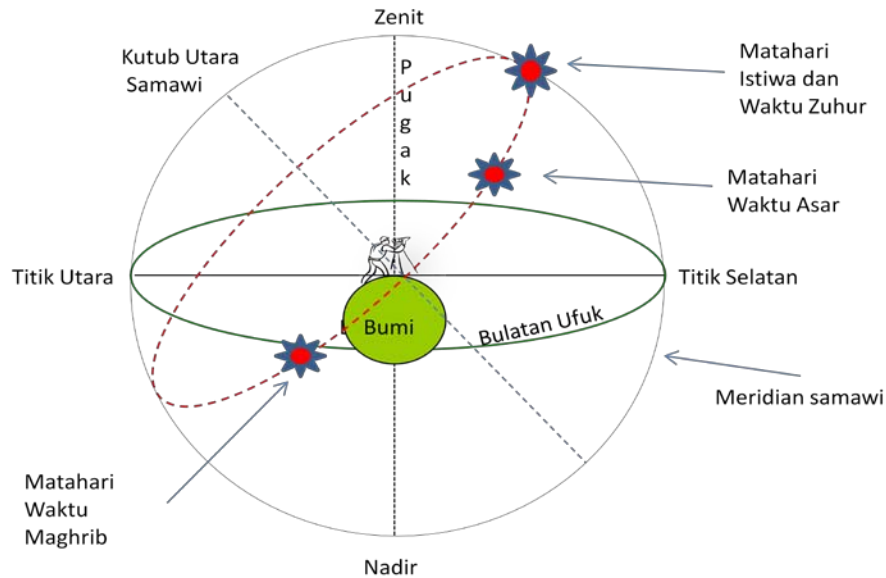 Zenit
Kutub Utara
Samawi
Pugak
Matahari
Istiwa dan
Waktu Zuhur
Matahari
Waktu Asar
Titik Utara
Titik Selatan
Bumi
Bulatan Ufuk
Meridian samawi
Matahari
Waktu
Maghrib
Nadir